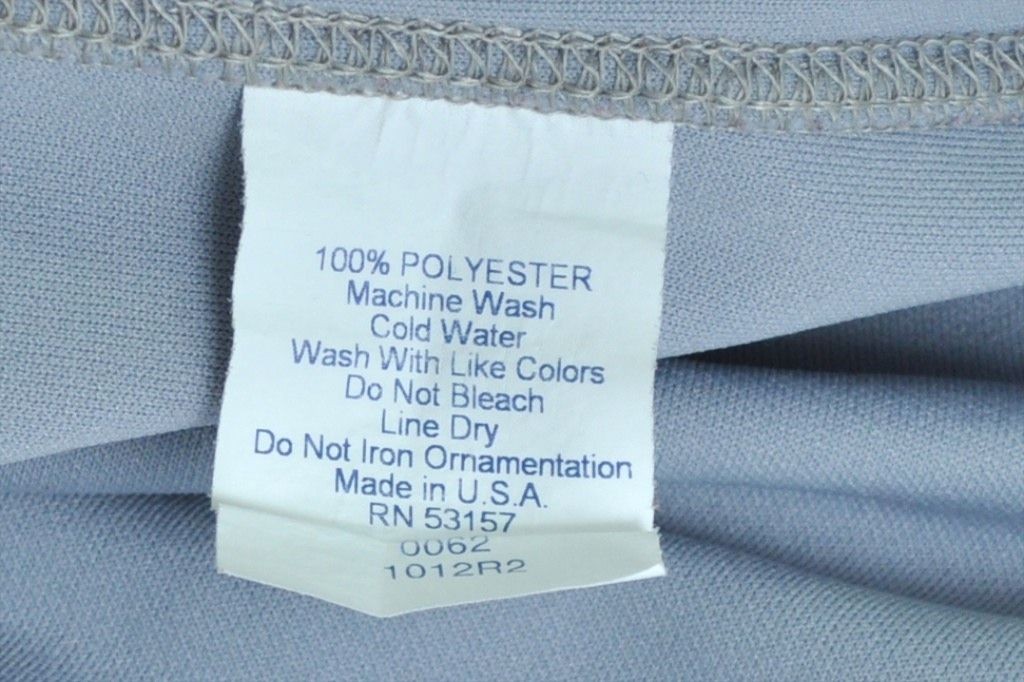 100% POLYESTER
Machine Wash
Cold Water
Wash With Like Colors
Do Not Bleach
Line Dry
Do Not Iron Ornamentation
Made in U.S.A.
RN 53157
0062
1012R2